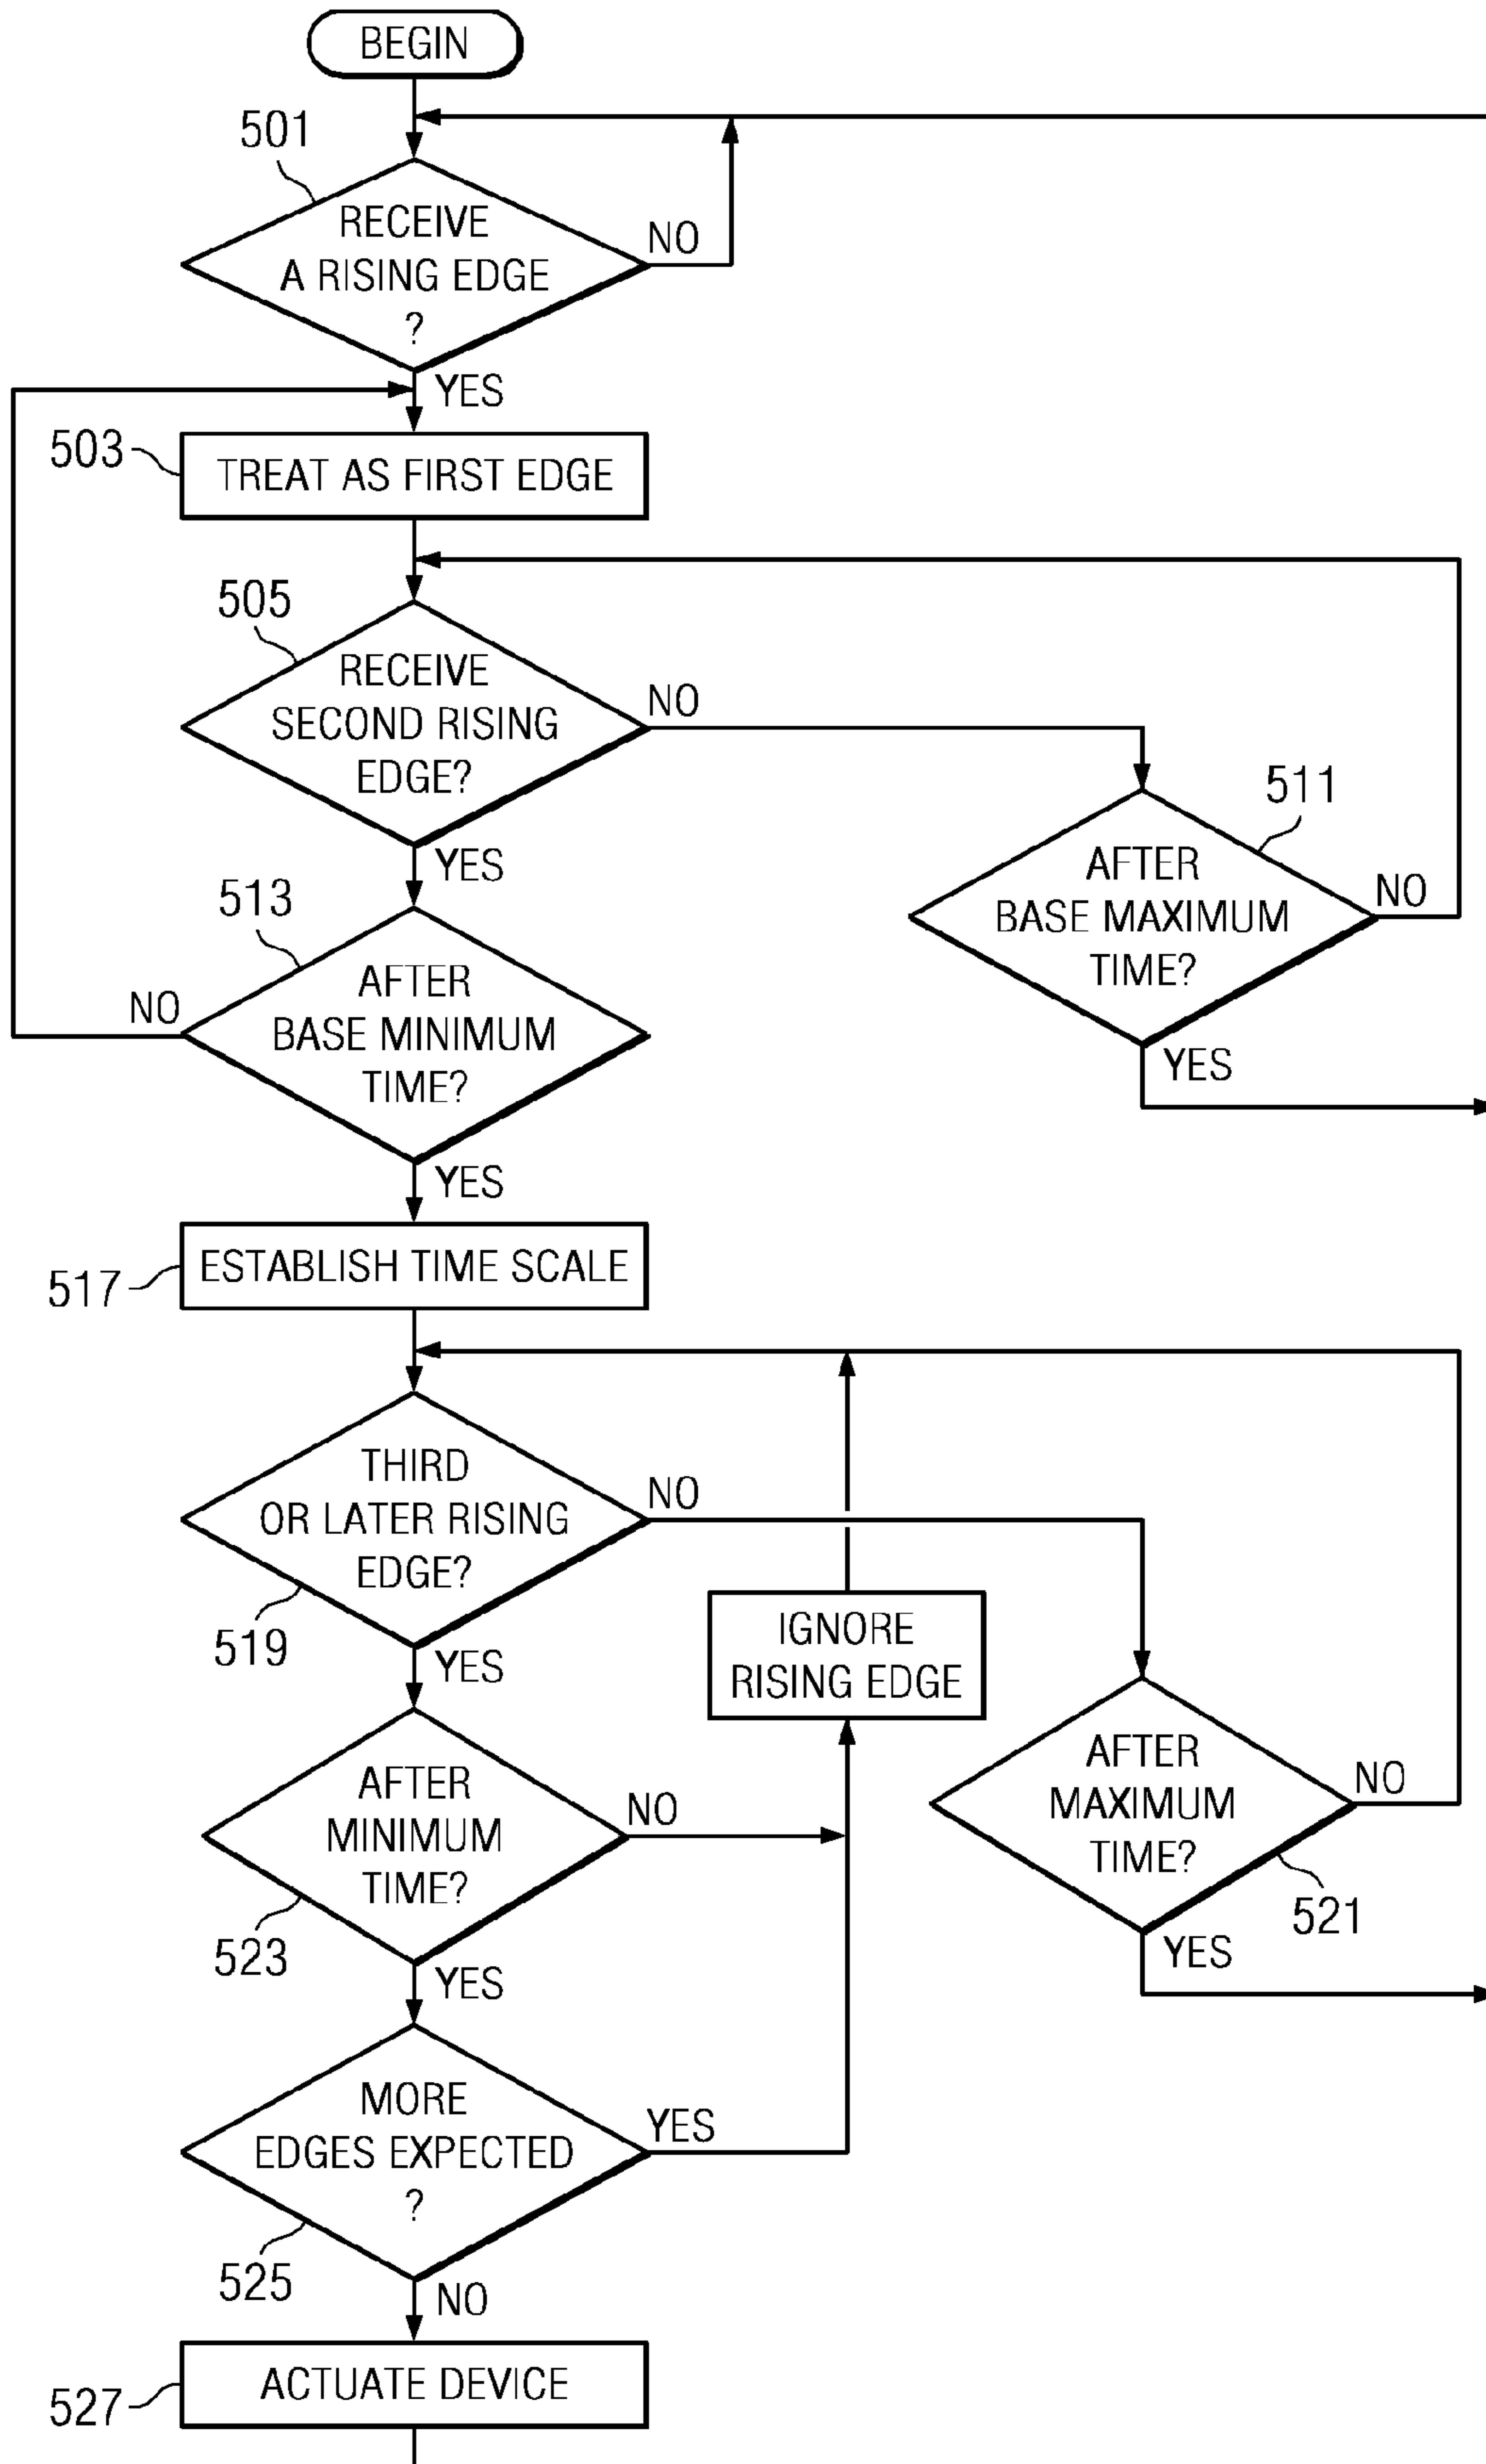 BEGIN
501
RECEIVE
A RISING EDGE
?
NO
YES
503
TREAT AS FIRST EDGE
505
RECEIVE
SECOND RISING
EDGE?
NO
YES
511
AFTER
BASE MAXIMUM
TIME?
NO
YES
513
AFTER
BASE MINIMUM
TIME?
NO
YES
517
ESTABLISH TIME SCALE
THIRD
OR LATER RISING
EDGE?
NO
519
YES
IGNORE
RISING EDGE
AFTER
MAXIMUM
TIME?
NO
521
YES
AFTER
MINIMUM
TIME?
NO
523
YES
MORE
EDGES EXPECTED
?
YES
525
NO
527
ACTUATE DEVICE